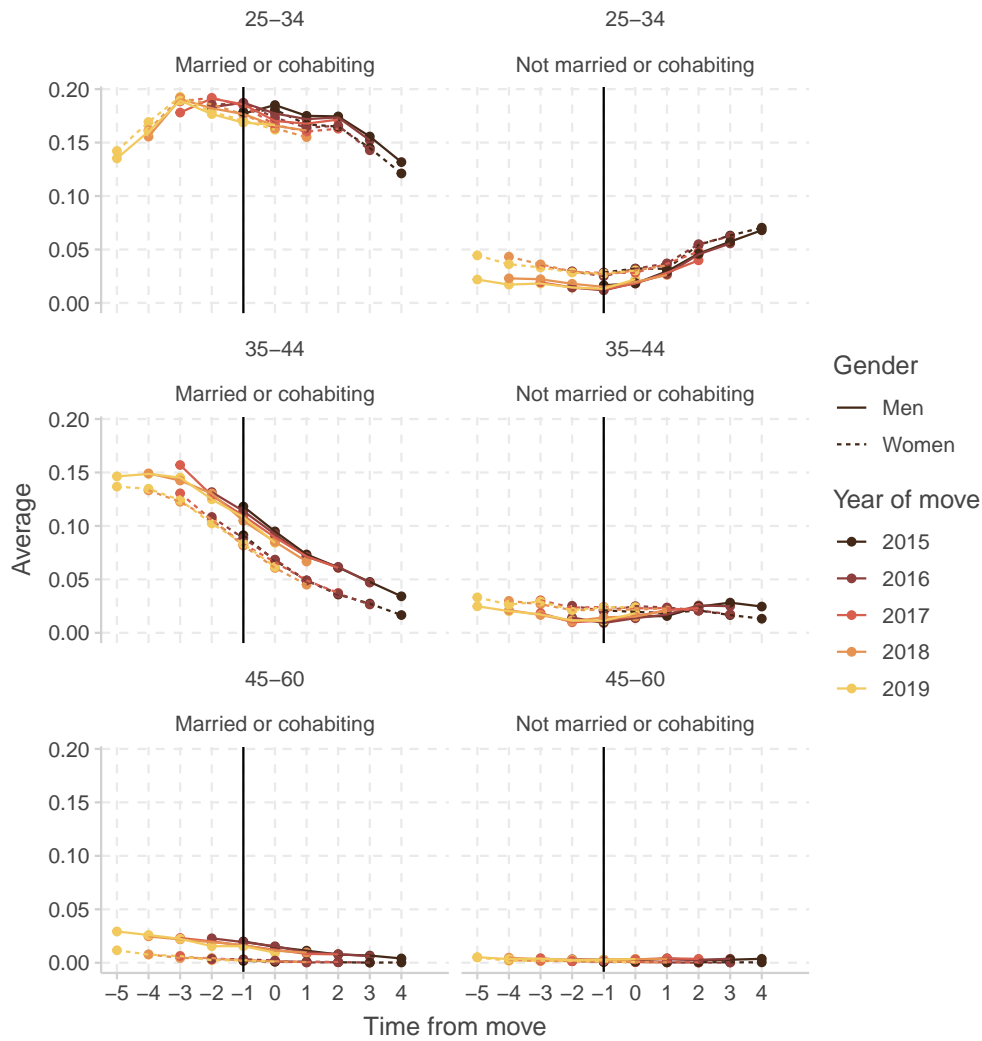 25−34
25−34
Married or cohabiting
Not married or cohabiting
0.20
0.15
0.10
0.05
0.00
35−44
35−44
Married or cohabiting
Not married or cohabiting
0.20
0.15
0.10
0.05
0.00
45−60
45−60
Married or cohabiting
Not married or cohabiting
0.20
0.15
0.10
0.05
0.00
−5 −4 −3 −2 −1 0 1 2 3 4
−5 −4 −3 −2 −1 0 1 2 3 4
Time from move
Average
Gender
Men
Women
Year of move
2015
2016
2017
2018
2019